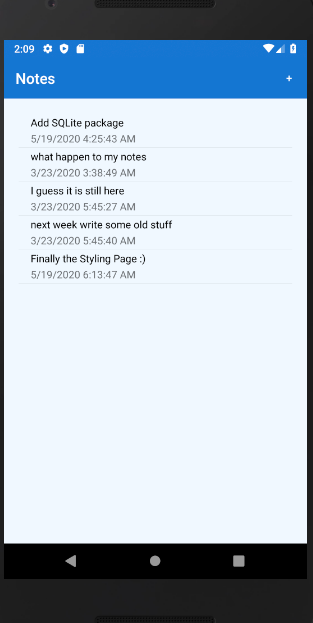 2:09
Notes
+
Add SQLite package
5/19/2020 4:25:43 AM
what happen to my notes
3/23/2020 3:38:49 AM
I guess it is still here
3/23/2020 5:45:27 AM
next week write some old stuff
3/23/2020 5:45:40 AM
Finally the Styling Page :)
5/19/2020 6:13:47 AM